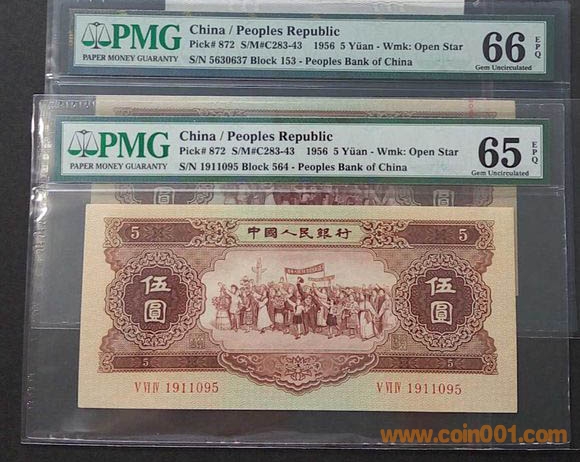 PMG
PAPER MONEY GUARANTY
China / Peoples Republic
Pick# 872 S/M#C283-43 1956 5 Yüan - Wmk: Open Star
S/N 5630637 Block 153 - Peoples Bank of China
66 EPQ
Gem Uncirculated
PMG
PAPER MONEY GUARANTY
China / Peoples Republic
Pick# 872 S/M#C283-43 1956 5 Yüan - Wmk: Open Star
S/N 1911095 Block 564 - Peoples Bank of China
65 EPQ
Gem Uncirculated
5 中國人民銀行 5
伍圓 伍圓
5 5
V VI IV 1911095 V VI IV 1911095
www.coin001.com